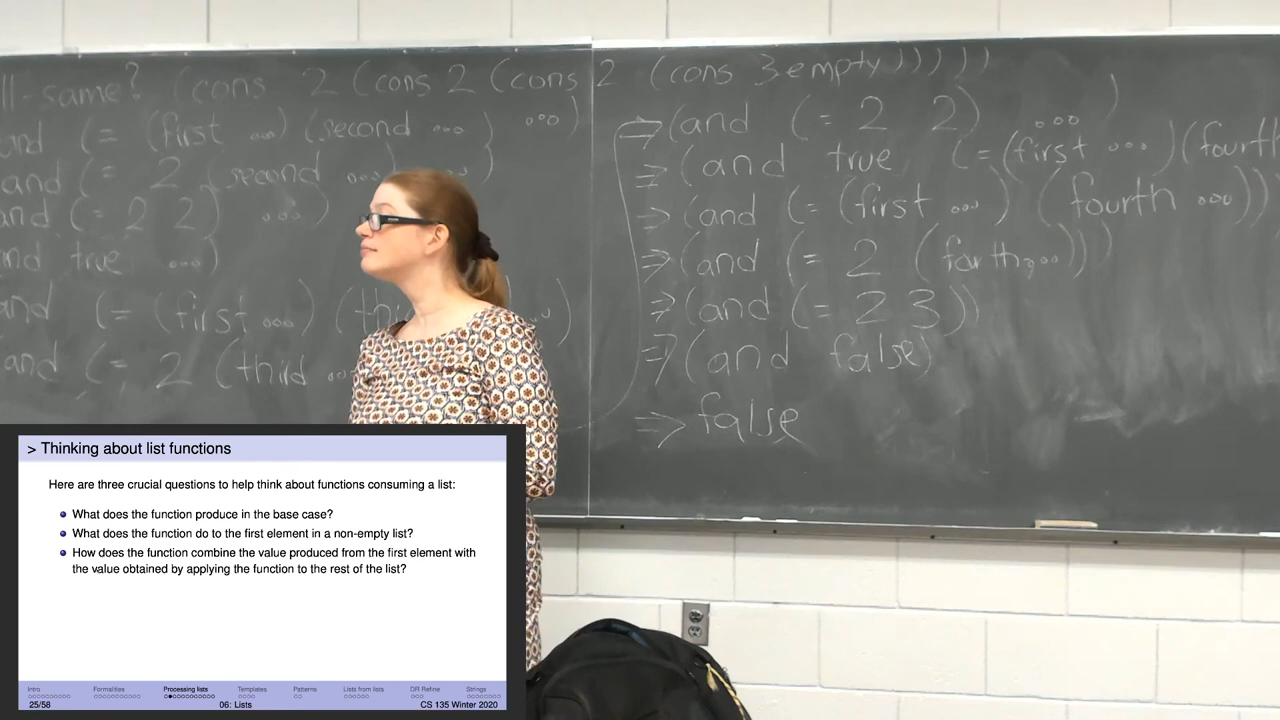 ll-same? (cons 2 (cons 2 (cons 2 (cons 3 empty)))))
and (= (first ...) (second ...) ...)
and (= 2 (second ...) ...)
and (= 2 2) ...)
nd true ...)
and (= (first ...) (thi
and (= 2 (third ...
⇒ (and (= 2 2) ... )
⇒ (and true (= (first ...) (fourth
⇒ (and (= (first ...) (fourth ...)))
⇒ (and (= 2 (forth ...)))
⇒ (and (= 2 3))
⇒ (and false)
⇒ false
> Thinking about list functions
Here are three crucial questions to help think about functions consuming a list:
What does the function produce in the base case?
What does the function do to the first element in a non-empty list?
How does the function combine the value produced from the first element with
the value obtained by applying the function to the rest of the list?
Intro Formalities Processing lists Templates Patterns Lists from lists DR Refine Strings
25/58 06: Lists CS 135 Winter 2020